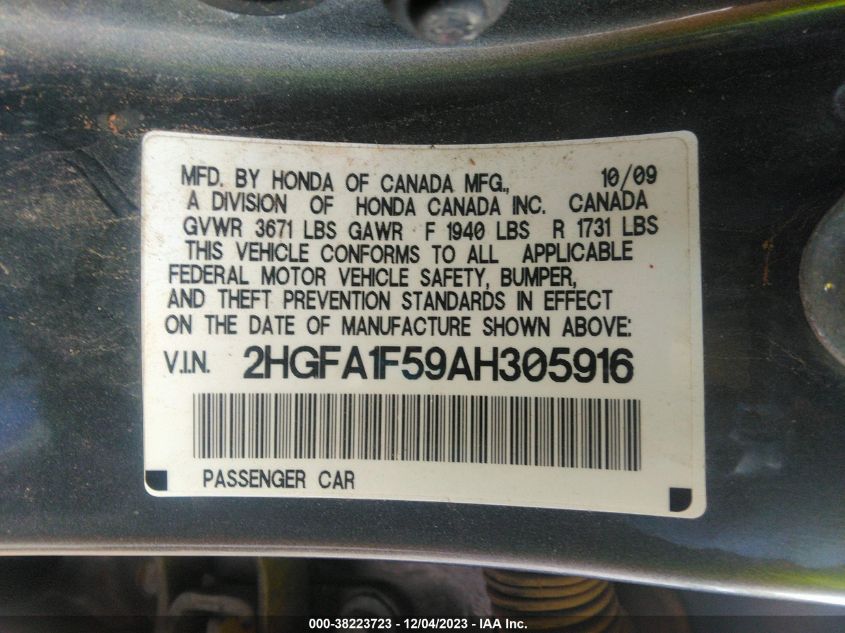 MFD. BY HONDA OF CANADA MFG., 10/09
A DIVISION OF HONDA CANADA INC. CANADA
GVWR 3671 LBS GAWR F 1940 LBS R 1731 LBS
THIS VEHICLE CONFORMS TO ALL APPLICABLE
FEDERAL MOTOR VEHICLE SAFETY, BUMPER,
AND THEFT PREVENTION STANDARDS IN EFFECT
ON THE DATE OF MANUFACTURE SHOWN ABOVE:
V.I.N. 2HGFA1F59AH305916
PASSENGER CAR
000-38223723 - 12/04/2023 - IAA Inc.